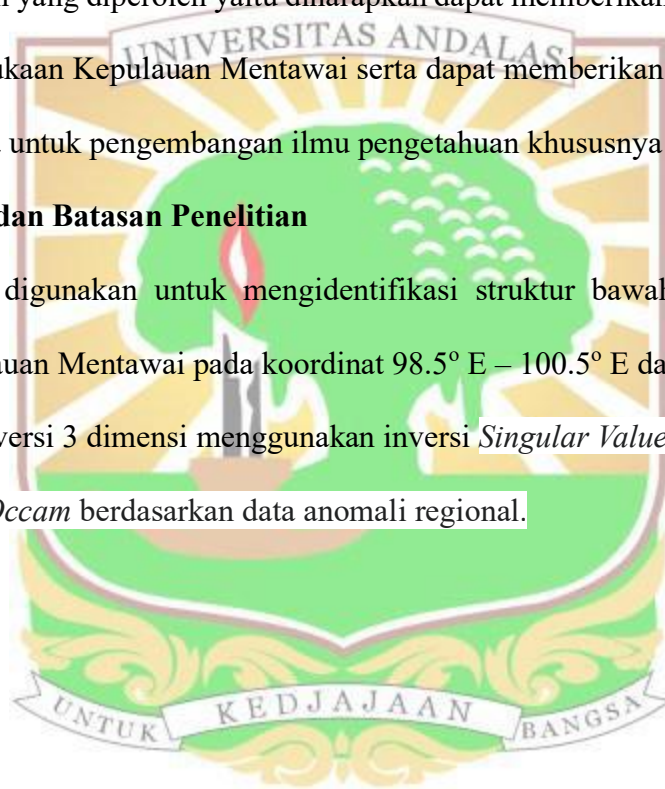 yang diperoleh yaitu diharapkan dapat memberikan
UNIVERSITAS ANDALAS
ukaan Kepulauan Mentawai serta dapat memberikan
untuk pengembangan ilmu pengetahuan khususnya
dan Batasan Penelitian
digunakan untuk mengidentifikasi struktur bawah
auan Mentawai pada koordinat 98.5º E – 100.5º E da
versi 3 dimensi menggunakan inversi Singular Value
Occam berdasarkan data anomali regional.
UNTUK KEDJAJAAN BANGSA